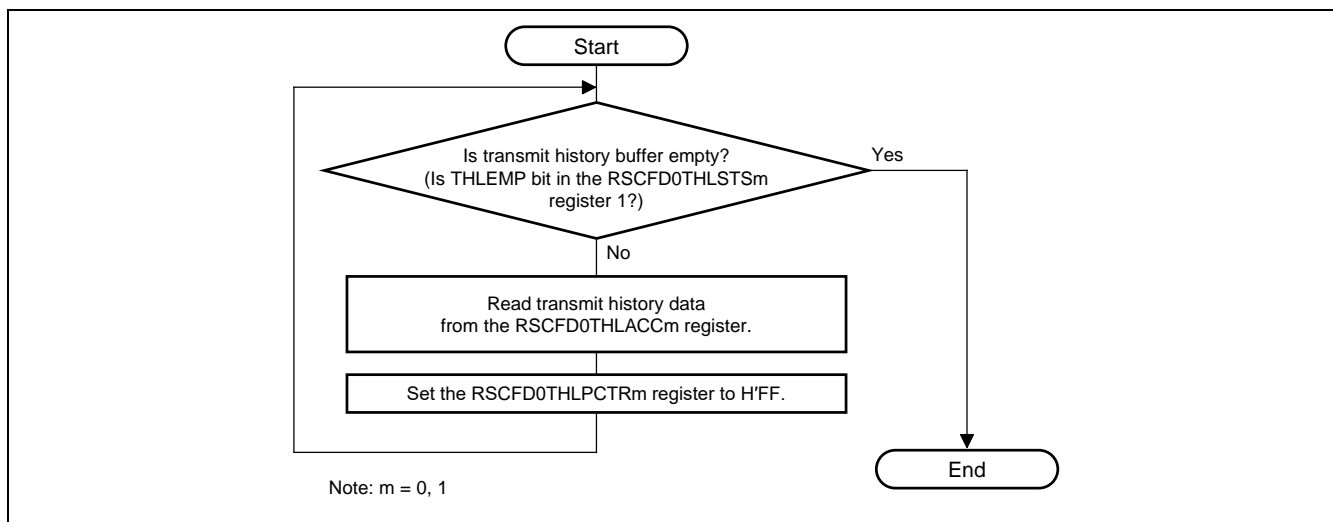 Start
Is transmit history buffer empty?
(Is THLEMP bit in the RSCFD0THLSTSm
register 1?)
Yes
No
Read transmit history data
from the RSCFD0THLACCm register.
Set the RSCFD0THLPCTRm register to H'FF.
End
Note: m = 0, 1